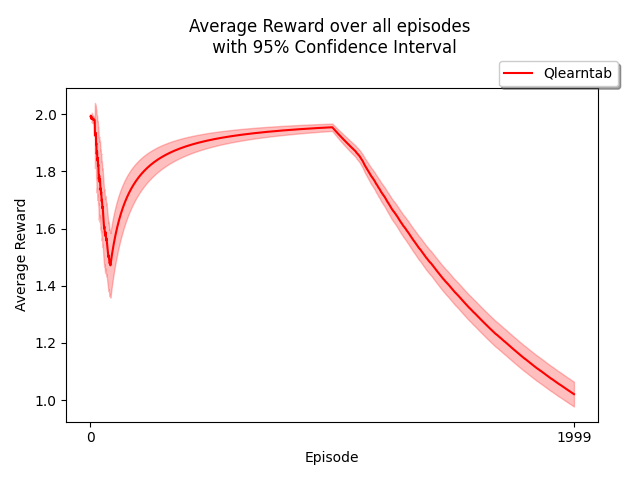 Average Reward over all episodes
with 95% Confidence Interval
Qlearntab
2.0
1.8
1.6
1.4
1.2
1.0
Average Reward
0
1999
Episode